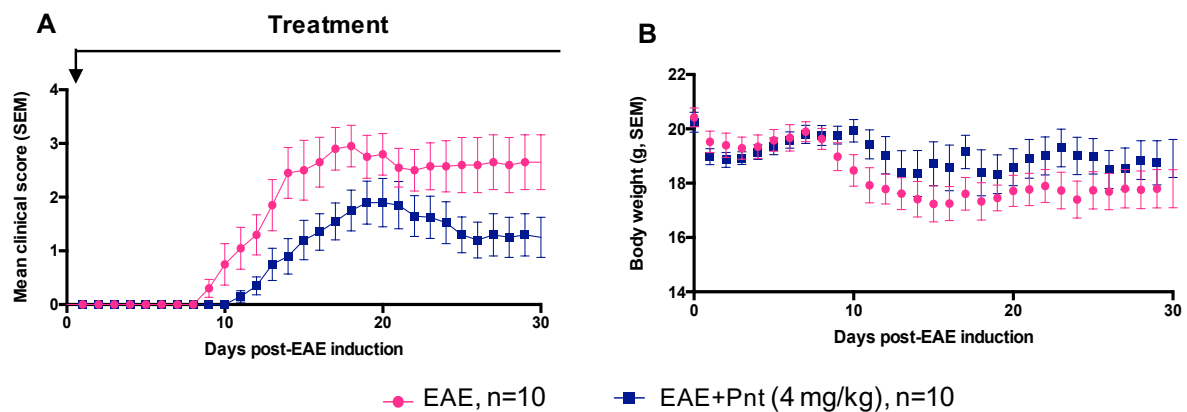 A
Treatment
Mean clinical score (SEM)
4
3
2
1
0
0 10 20 30
Days post-EAE induction
B
Body weight (g, SEM)
22
20
18
16
14
0 10 20 30
Days post-EAE induction
EAE, n=10
EAE+Pnt (4 mg/kg), n=10